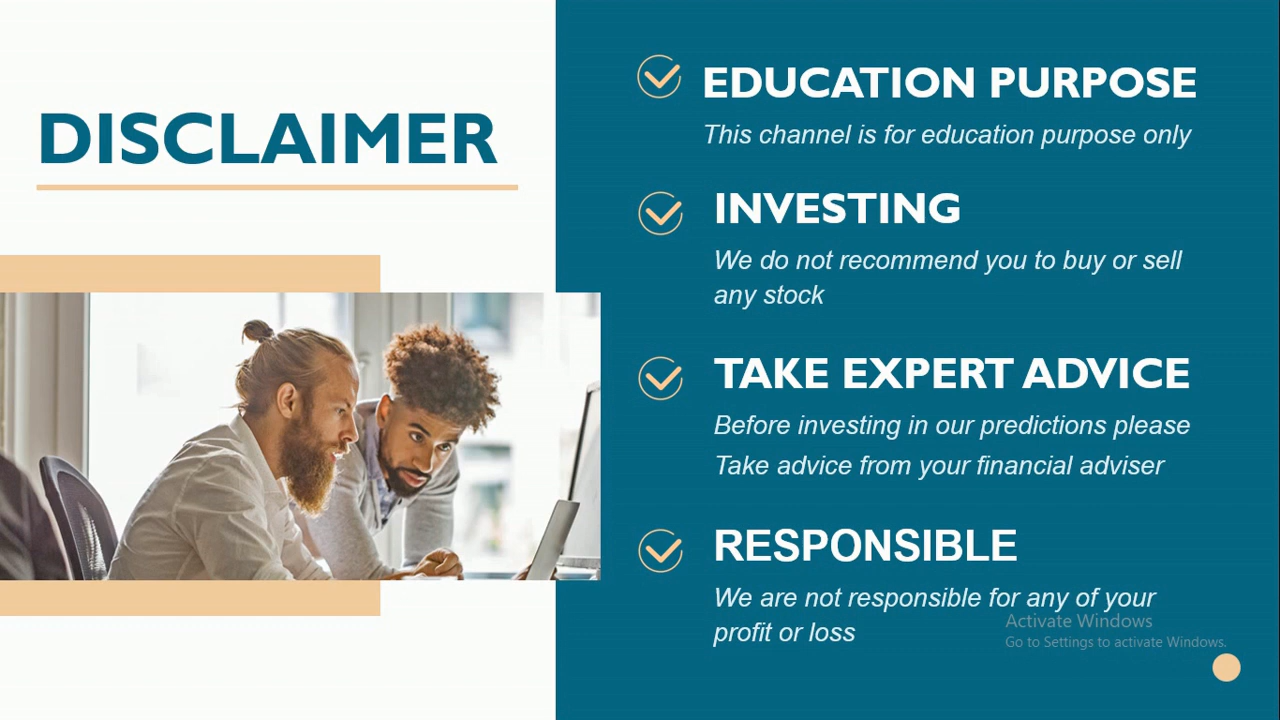 DISCLAIMER
EDUCATION PURPOSE
This channel is for education purpose only
INVESTING
We do not recommend you to buy or sell
any stock
TAKE EXPERT ADVICE
Before investing in our predictions please
Take advice from your financial adviser
RESPONSIBLE
We are not responsible for any of your
profit or loss
Activate Windows
Go to Settings to activate Windows.